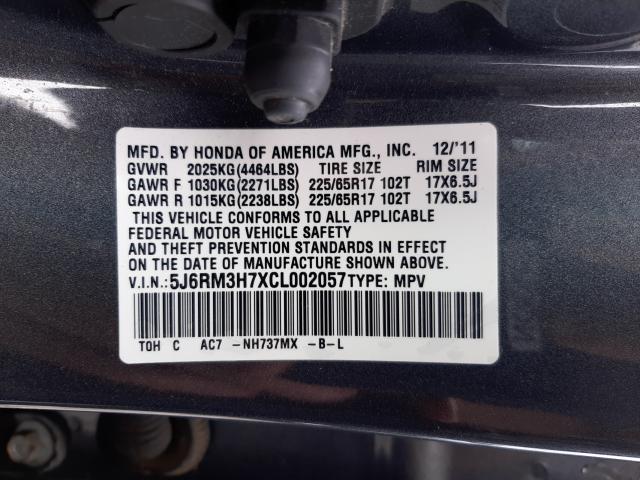 MFD. BY HONDA OF AMERICA MFG., INC. 12/'11
GVWR 2025KG(4464LBS) TIRE SIZE RIM SIZE
GAWR F 1030KG(2271LBS) 225/65R17 102T 17X6.5J
GAWR R 1015KG(2238LBS) 225/65R17 102T 17X6.5J
THIS VEHICLE CONFORMS TO ALL APPLICABLE
FEDERAL MOTOR VEHICLE SAFETY
AND THEFT PREVENTION STANDARDS IN EFFECT
ON THE DATE OF MANUFACTURE SHOWN ABOVE.
V.I.N.: 5J6RM3H7XCL002057 TYPE: MPV
TOH C AC7 -NH737MX -B-L